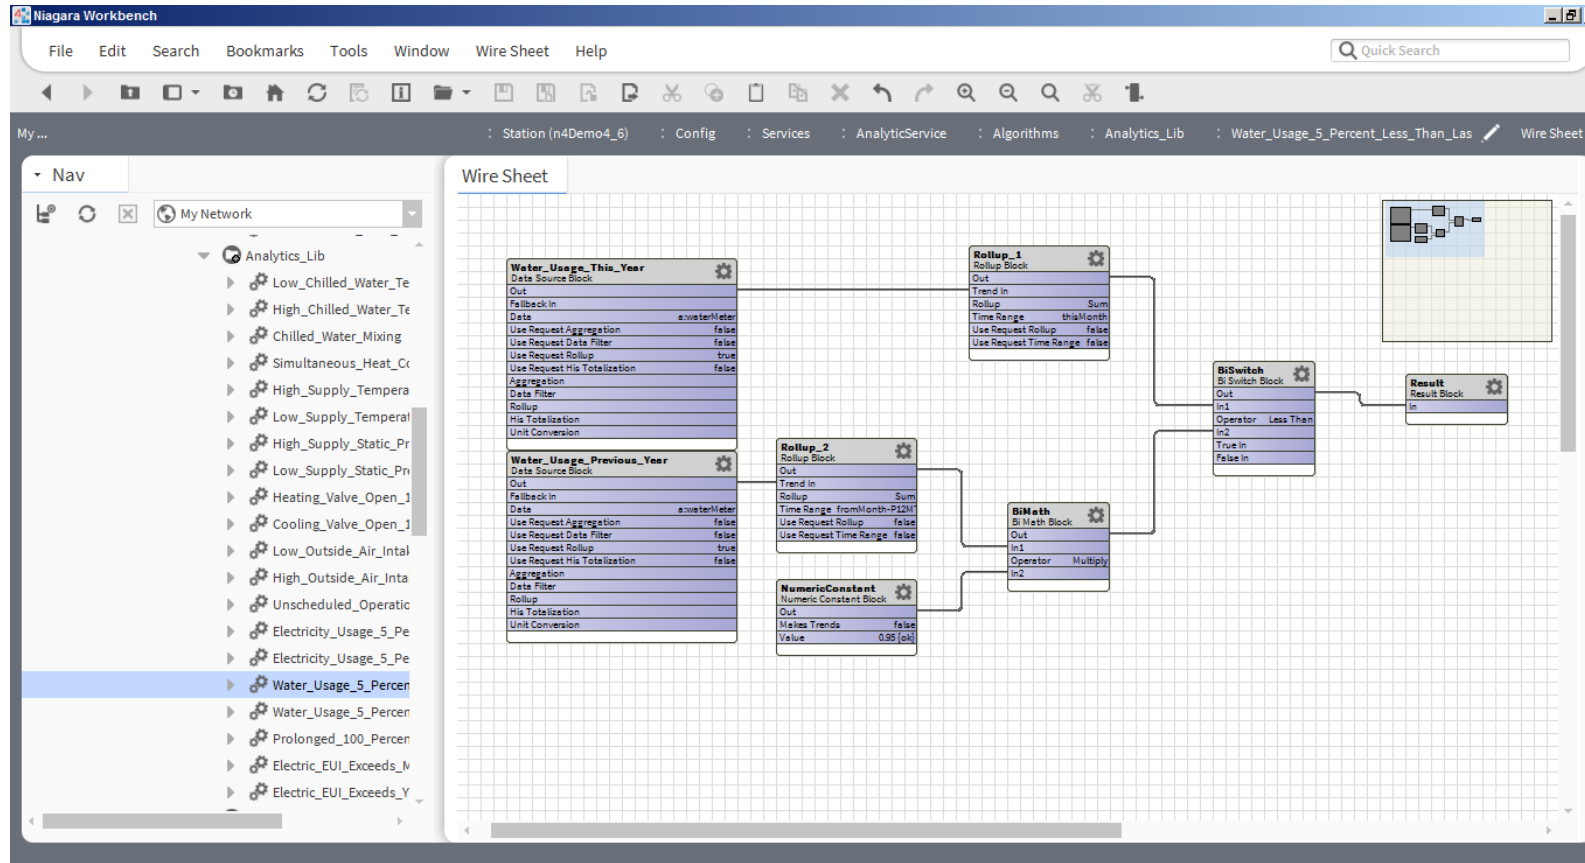 Niagara Workbench
File Edit Search Bookmarks Tools Window Wire Sheet Help
Quick Search
My ... : Station (n4Demo4_6) : Config : Services : AnalyticService : Algorithms : Analytics_Lib : Water_Usage_5_Percent_Less_Than_Las Wire Sheet
Nav
My Network
Analytics_Lib
Low_Chilled_Water_Te
High_Chilled_Water_Te
Chilled_Water_Mixing
Simultaneous_Heat_Co
High_Supply_Tempera
Low_Supply_Temperat
High_Supply_Static_Pr
Low_Supply_Static_Pre
Heating_Valve_Open_1
Cooling_Valve_Open_1
Low_Outside_Air_Intak
High_Outside_Air_Intal
Unscheduled_Operatic
Electricity_Usage_5_Pe
Electricity_Usage_5_Pe
Water_Usage_5_Percen
Water_Usage_5_Percen
Prolonged_100_Percen
Electric_EUI_Exceeds_M
Electric_EUI_Exceeds_Y
Wire Sheet
Water_Usage_This_Year
Data Source Block
Out
Fallback In
Data a:waterMeter
Use Request Aggregation false
Use Request Data Filter false
Use Request Rollup true
Use Request His Totalization false
Aggregation
Data Filter
Rollup
His Totalization
Unit Conversion
Water_Usage_Previous_Year
Data Source Block
Out
Fallback In
Data a:waterMeter
Use Request Aggregation false
Use Request Data Filter false
Use Request Rollup true
Use Request His Totalization false
Aggregation
Data Filter
Rollup
His Totalization
Unit Conversion
Rollup_2
Rollup Block
Out
Trend In
Rollup Sum
Time Range fromMonth-P12M
Use Request Rollup false
Use Request Time Range false
NumericConstant
Numeric Constant Block
Out
Makes Trends false
Value 0.95 {ok}
Rollup_1
Rollup Block
Out
Trend In
Rollup Sum
Time Range thisMonth
Use Request Rollup false
Use Request Time Range false
BiMath
Bi Math Block
Out
In1
Operator Multiply
In2
BiSwitch
Bi Switch Block
Out
In1
Operator Less Than
In2
True In
False In
Result
Result Block
In